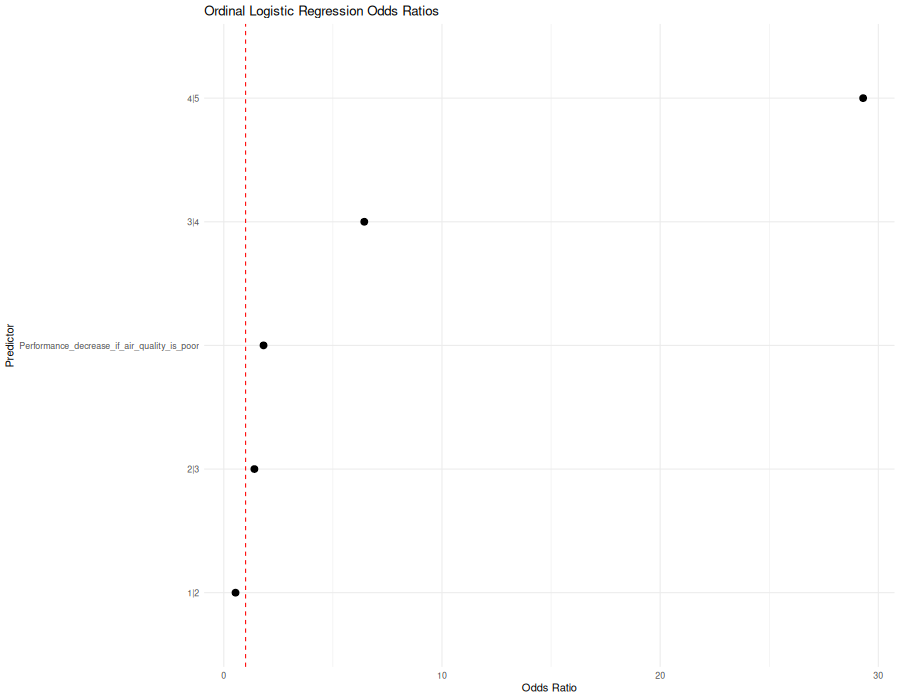 Ordinal Logistic Regression Odds Ratios
4|5
3|4
Performance_decrease_if_air_quality_is_poor
2|3
1|2
Predictor
0 10 20 30
Odds Ratio